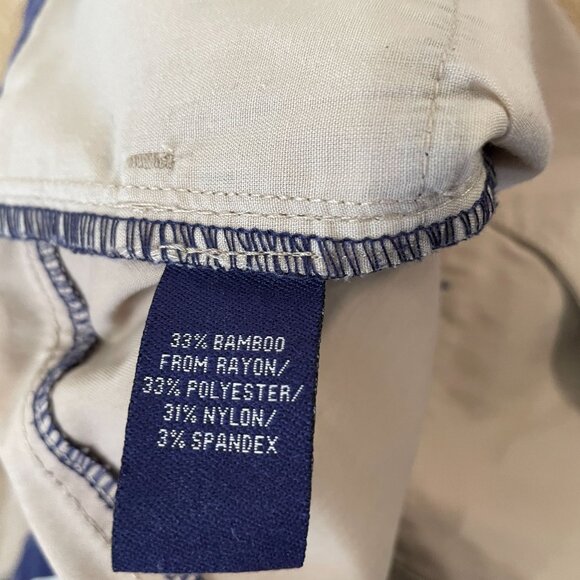 33% BAMBOO
FROM RAYON/
33% POLYESTER/
31% NYLON/
3% SPANDEX